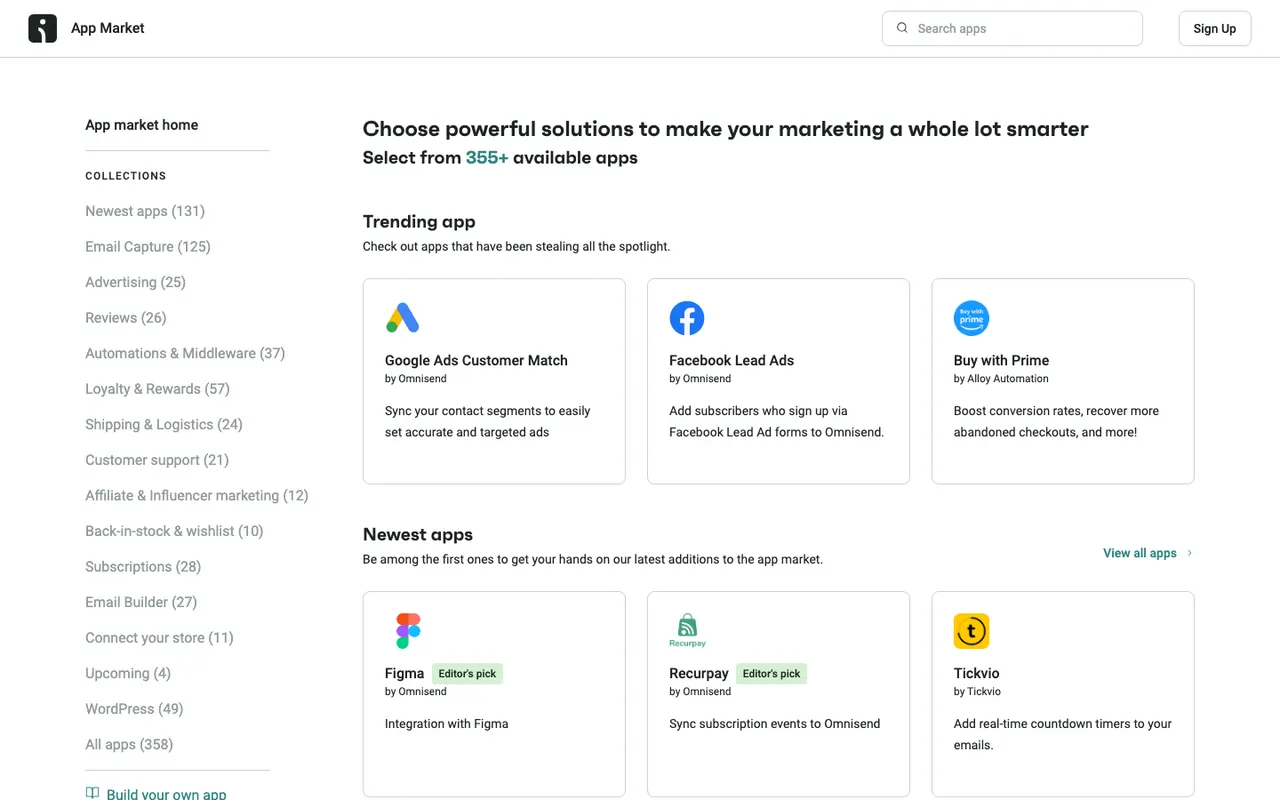 App Market
Search apps
Sign Up
App market home
COLLECTIONS
Newest apps (131)
Email Capture (125)
Advertising (25)
Reviews (26)
Automations & Middleware (37)
Loyalty & Rewards (57)
Shipping & Logistics (24)
Customer support (21)
Affiliate & Influencer marketing (12)
Back-in-stock & wishlist (10)
Subscriptions (28)
Email Builder (27)
Connect your store (11)
Upcoming (4)
WordPress (49)
All apps (358)
Build your own app
Choose powerful solutions to make your marketing a whole lot smarter
Select from 355+ available apps
Trending app
Check out apps that have been stealing all the spotlight.
Google Ads Customer Match
by Omnisend
Sync your contact segments to easily
set accurate and targeted ads
Facebook Lead Ads
by Omnisend
Add subscribers who sign up via
Facebook Lead Ad forms to Omnisend.
Buy with
prime
Buy with Prime
by Alloy Automation
Boost conversion rates, recover more
abandoned checkouts, and more!
Newest apps
Be among the first ones to get your hands on our latest additions to the app market.
View all apps
Figma Editor's pick
by Omnisend
Integration with Figma
Recurpay
Recurpay Editor's pick
by Omnisend
Sync subscription events to Omnisend
t
Tickvio
by Tickvio
Add real-time countdown timers to your
emails.